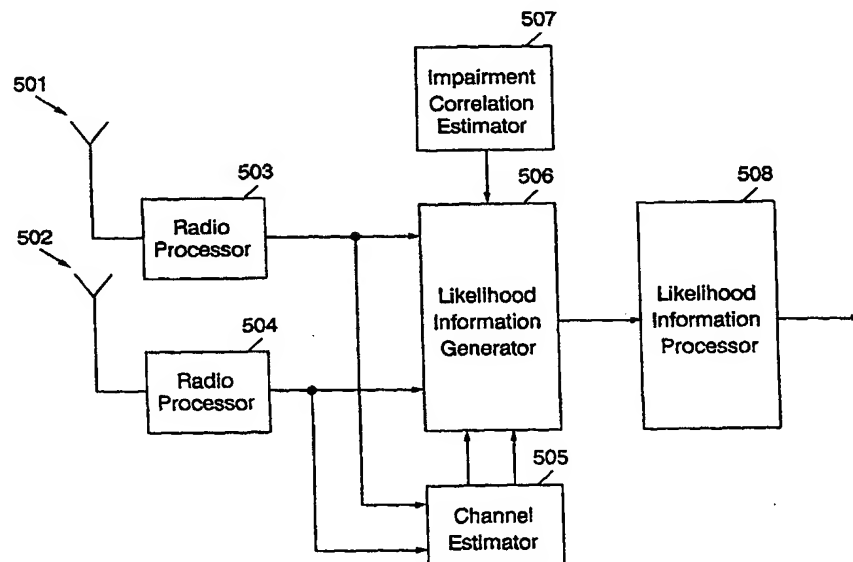 507
501
Impairment
Correlation
Estimator
503
506
508
Radio
Processor
502
Likelihood
Information
Generator
Likelihood
Information
Processor
504
Radio
Processor
505
Channel
Estimator